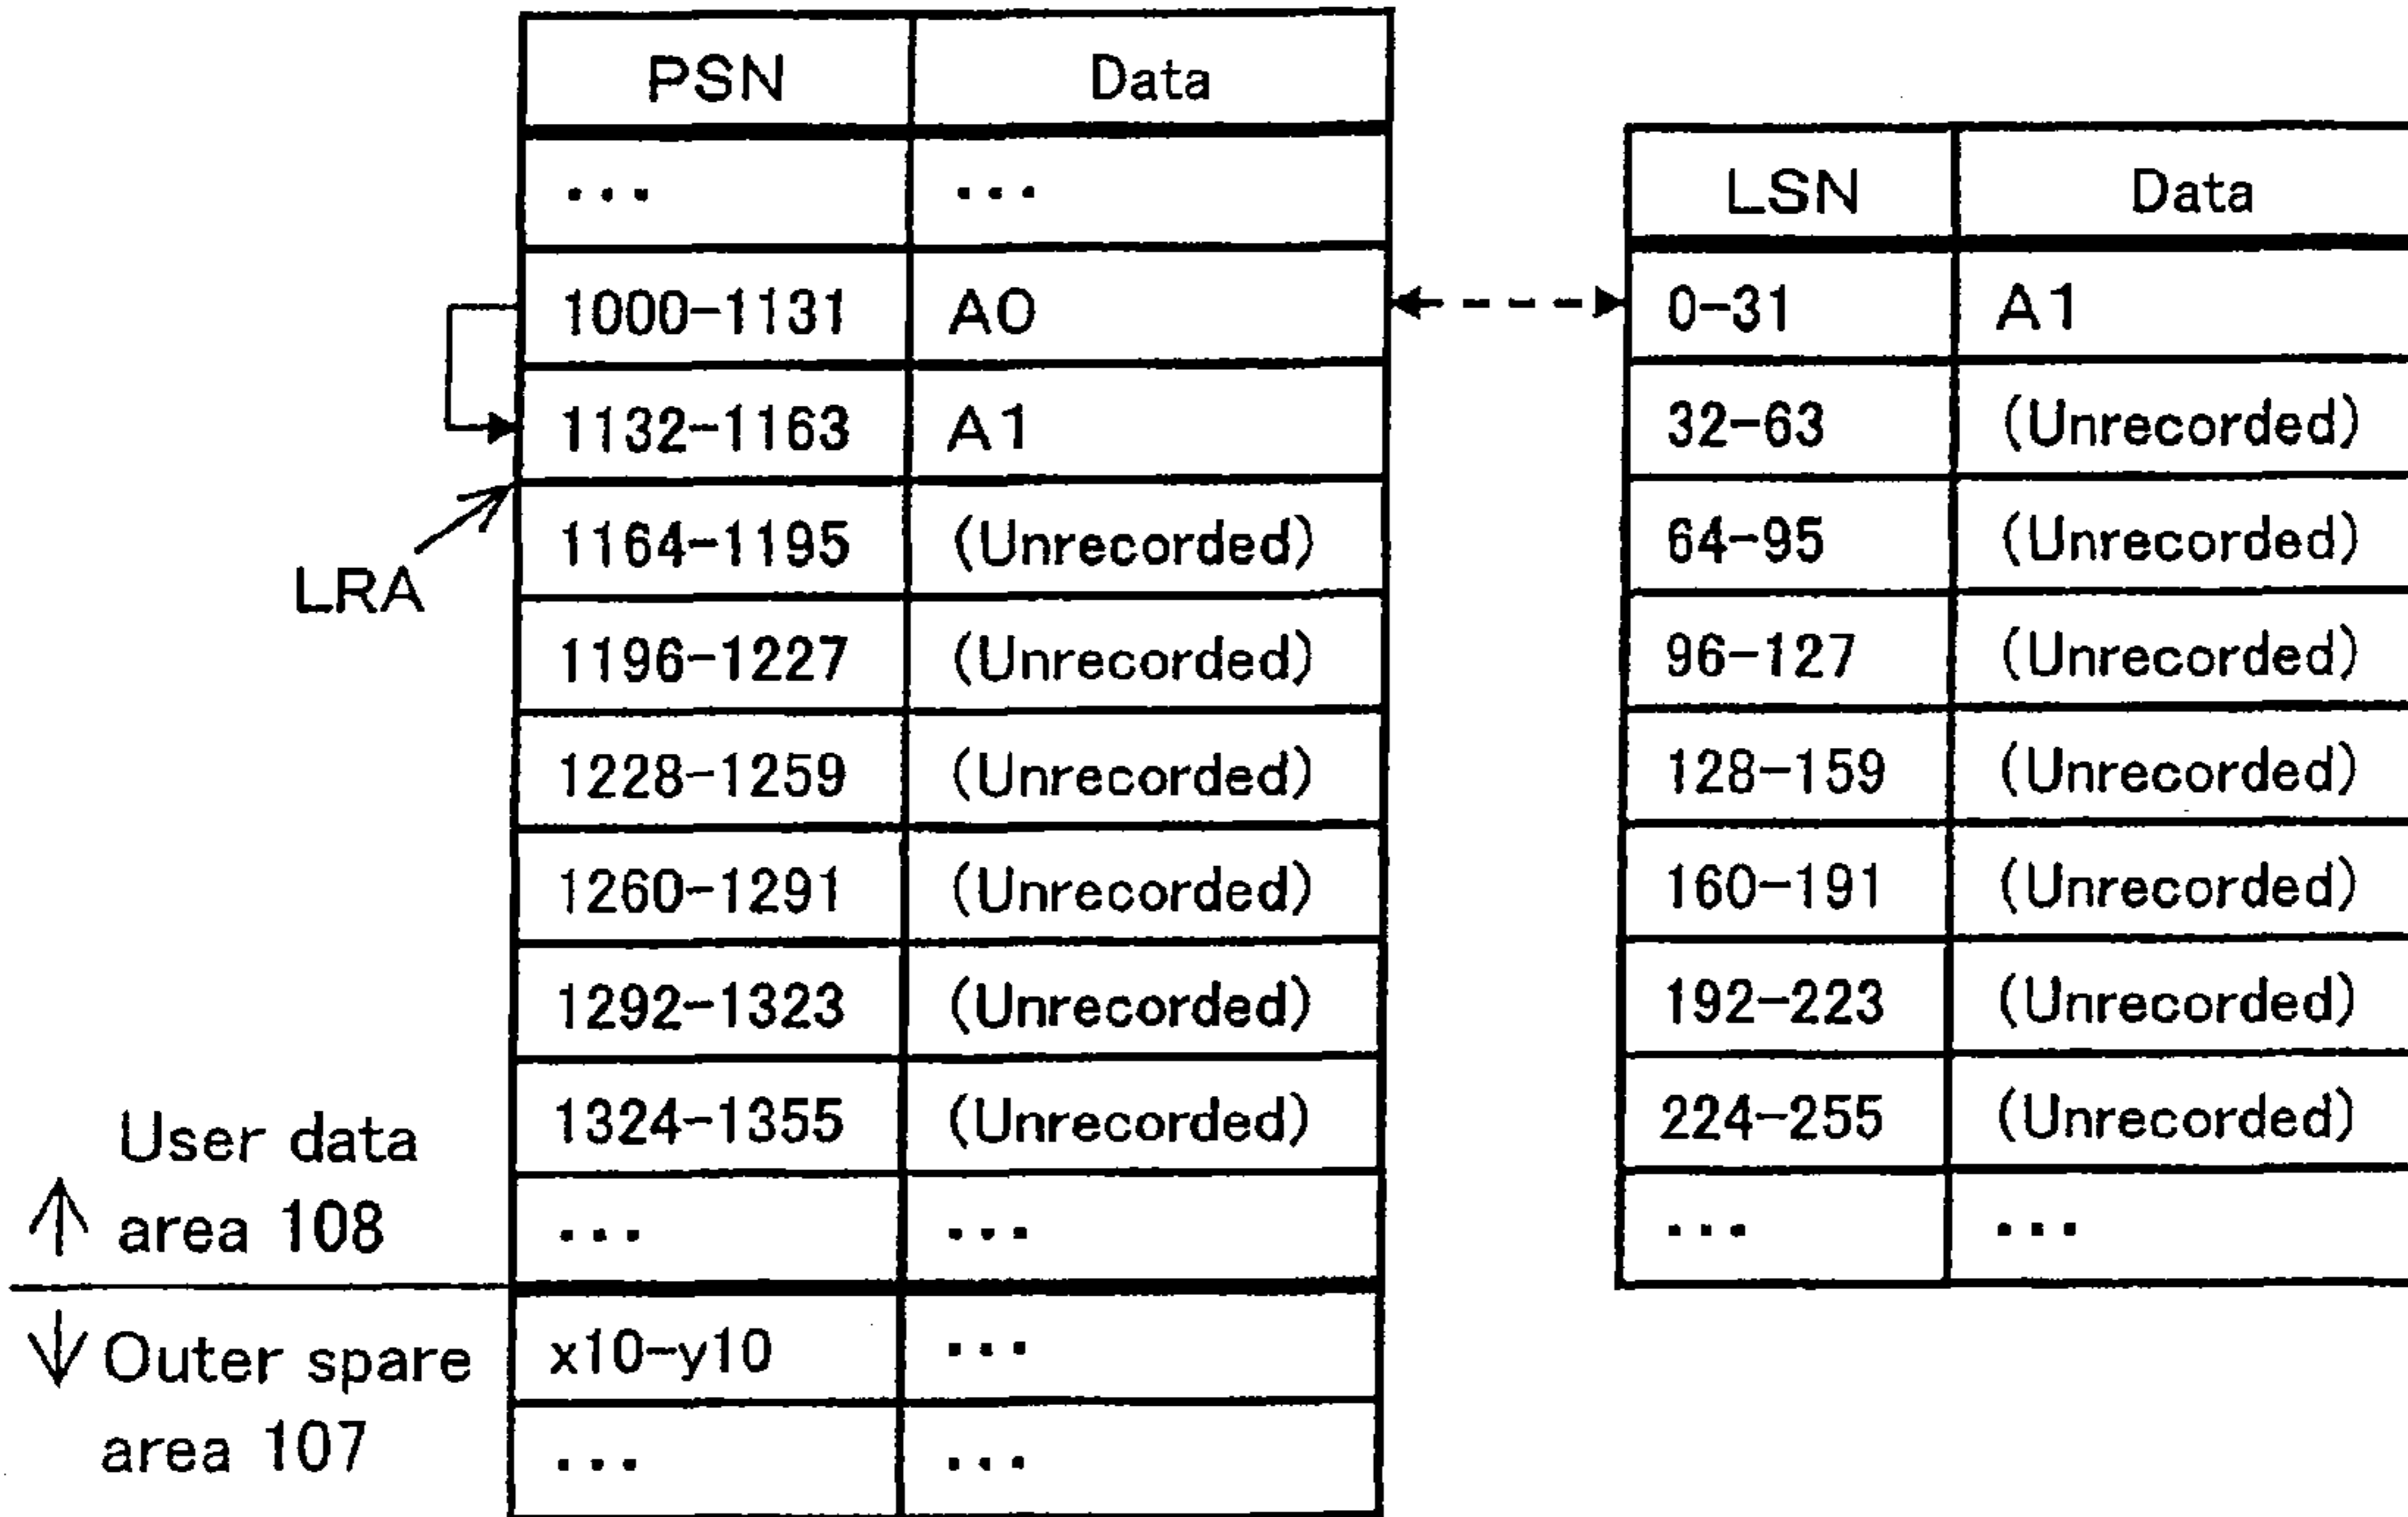 PSN Data
... ...
1000-1131 A0
1132-1163 A1
1164-1195 (Unrecorded)
1196-1227 (Unrecorded)
1228-1259 (Unrecorded)
1260-1291 (Unrecorded)
1292-1323 (Unrecorded)
1324-1355 (Unrecorded)
... ...
x10-y10 ...
... ...
LRA
User data
area 108
Outer spare
area 107
LSN Data
0-31 A1
32-63 (Unrecorded)
64-95 (Unrecorded)
96-127 (Unrecorded)
128-159 (Unrecorded)
160-191 (Unrecorded)
192-223 (Unrecorded)
224-255 (Unrecorded)
... ...